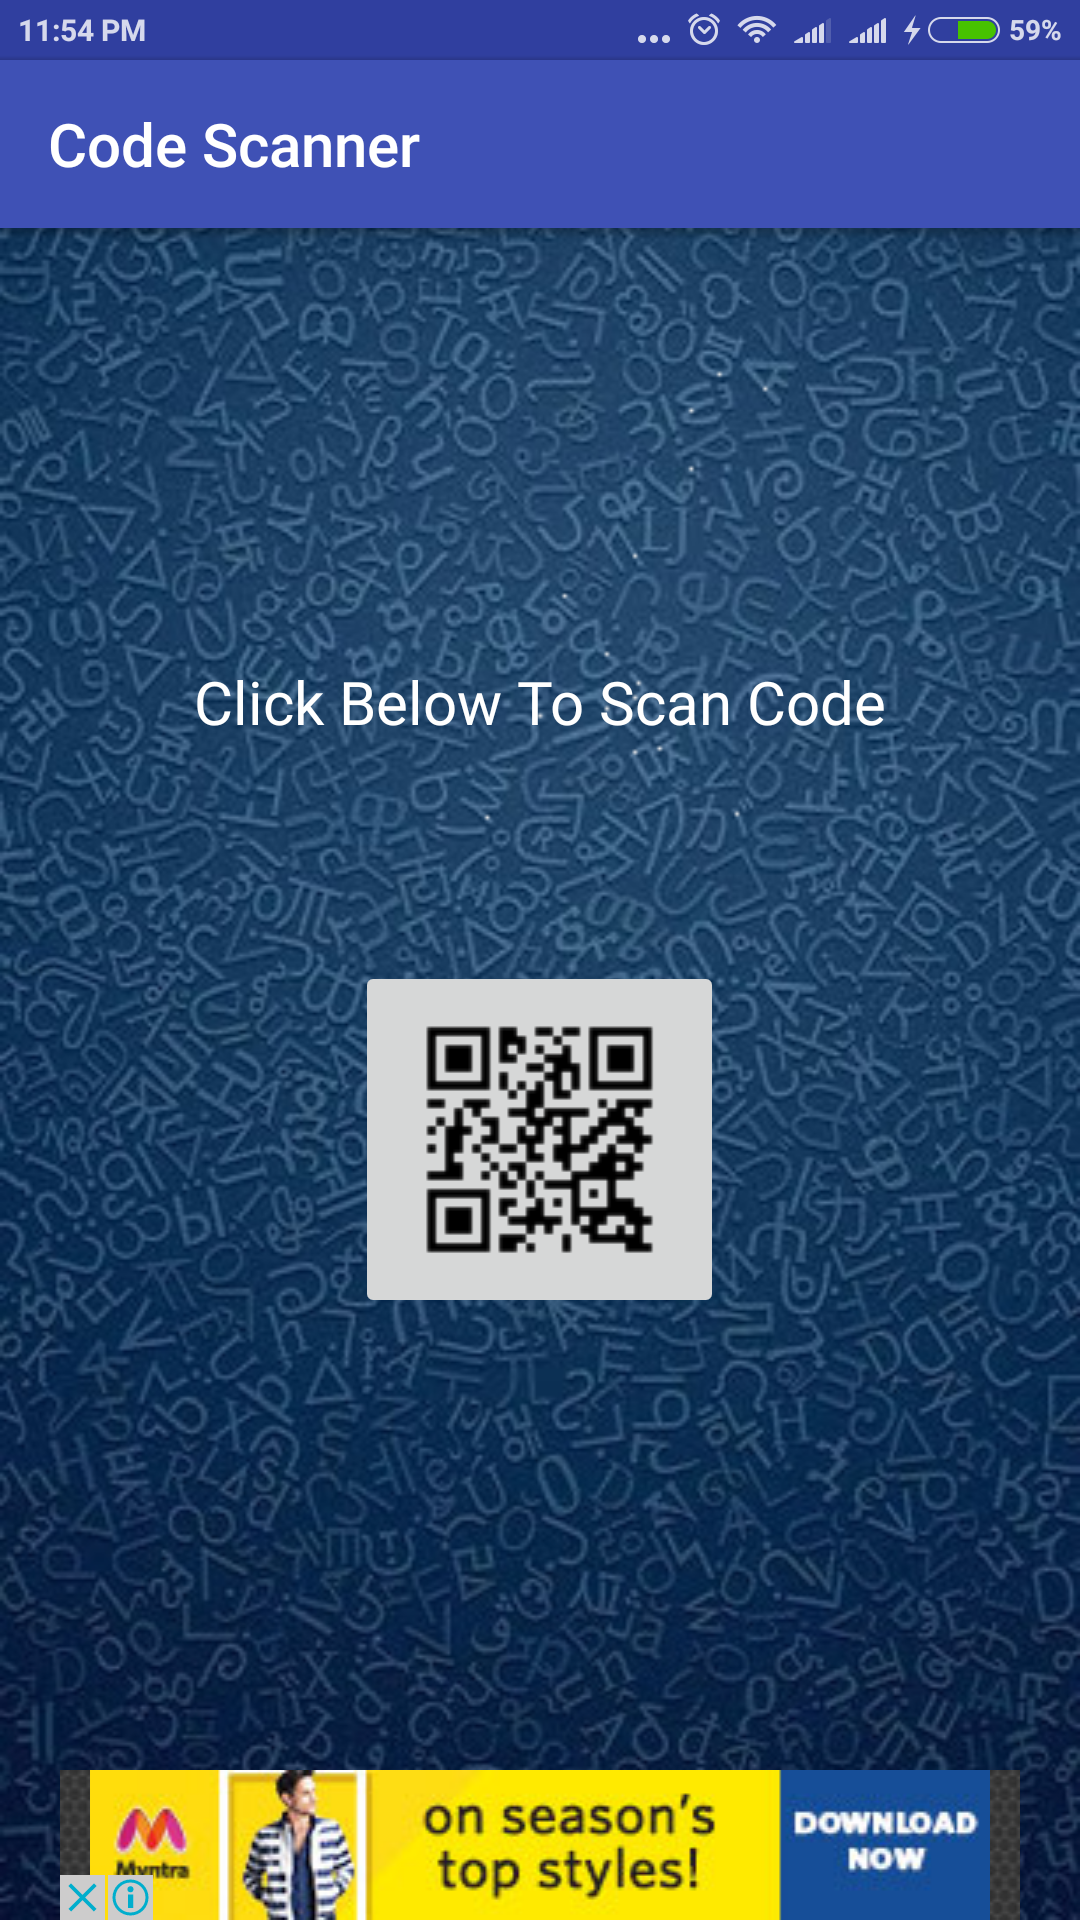 11:54 PM
59%
Code Scanner
Click Below To Scan Code
on season's
top styles!
DOWNLOAD
NOW
Myntra